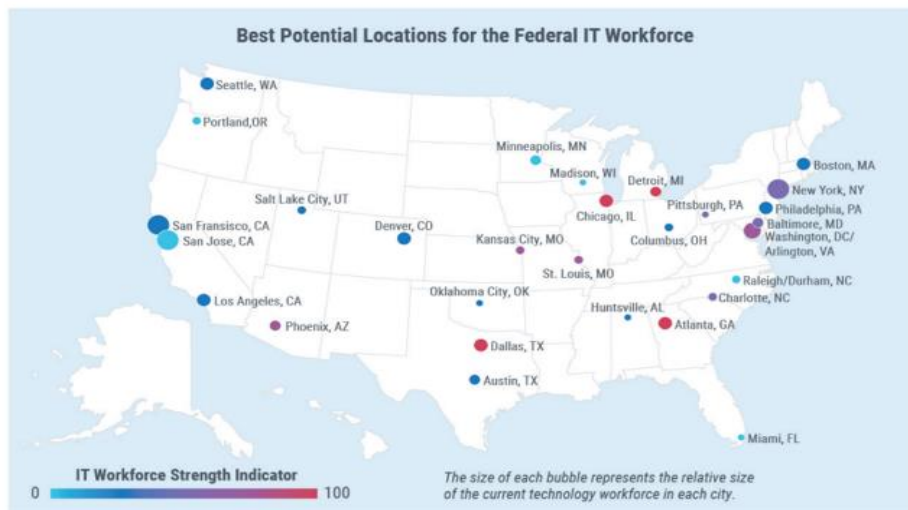 Best Potential Locations for the Federal IT Workforce
Seattle, WA
Portland,OR
Minneapolis, MN
Madison, WI
Detroit, MI
Boston, MA
New York, NY
Pittsburgh, PA
Salt Lake City, UT
Chicago, IL
Philadelphia, PA
San Fransisco, CA
Denver, CO
Baltimore, MD
San Jose, CA
Kansas City, MO
Columbus, OH
Washington, DC/
Arlington, VA
St. Louis, MO
Raleigh/Durham, NC
Los Angeles, CA
Oklahoma City, OK
Huntsville, AL
Charlotte, NC
Phoenix, AZ
Atlanta, GA
Dallas, TX
Austin, TX
Miami, FL
IT Workforce Strength Indicator
0 100
The size of each bubble represents the relative size
of the current technology workforce in each city.